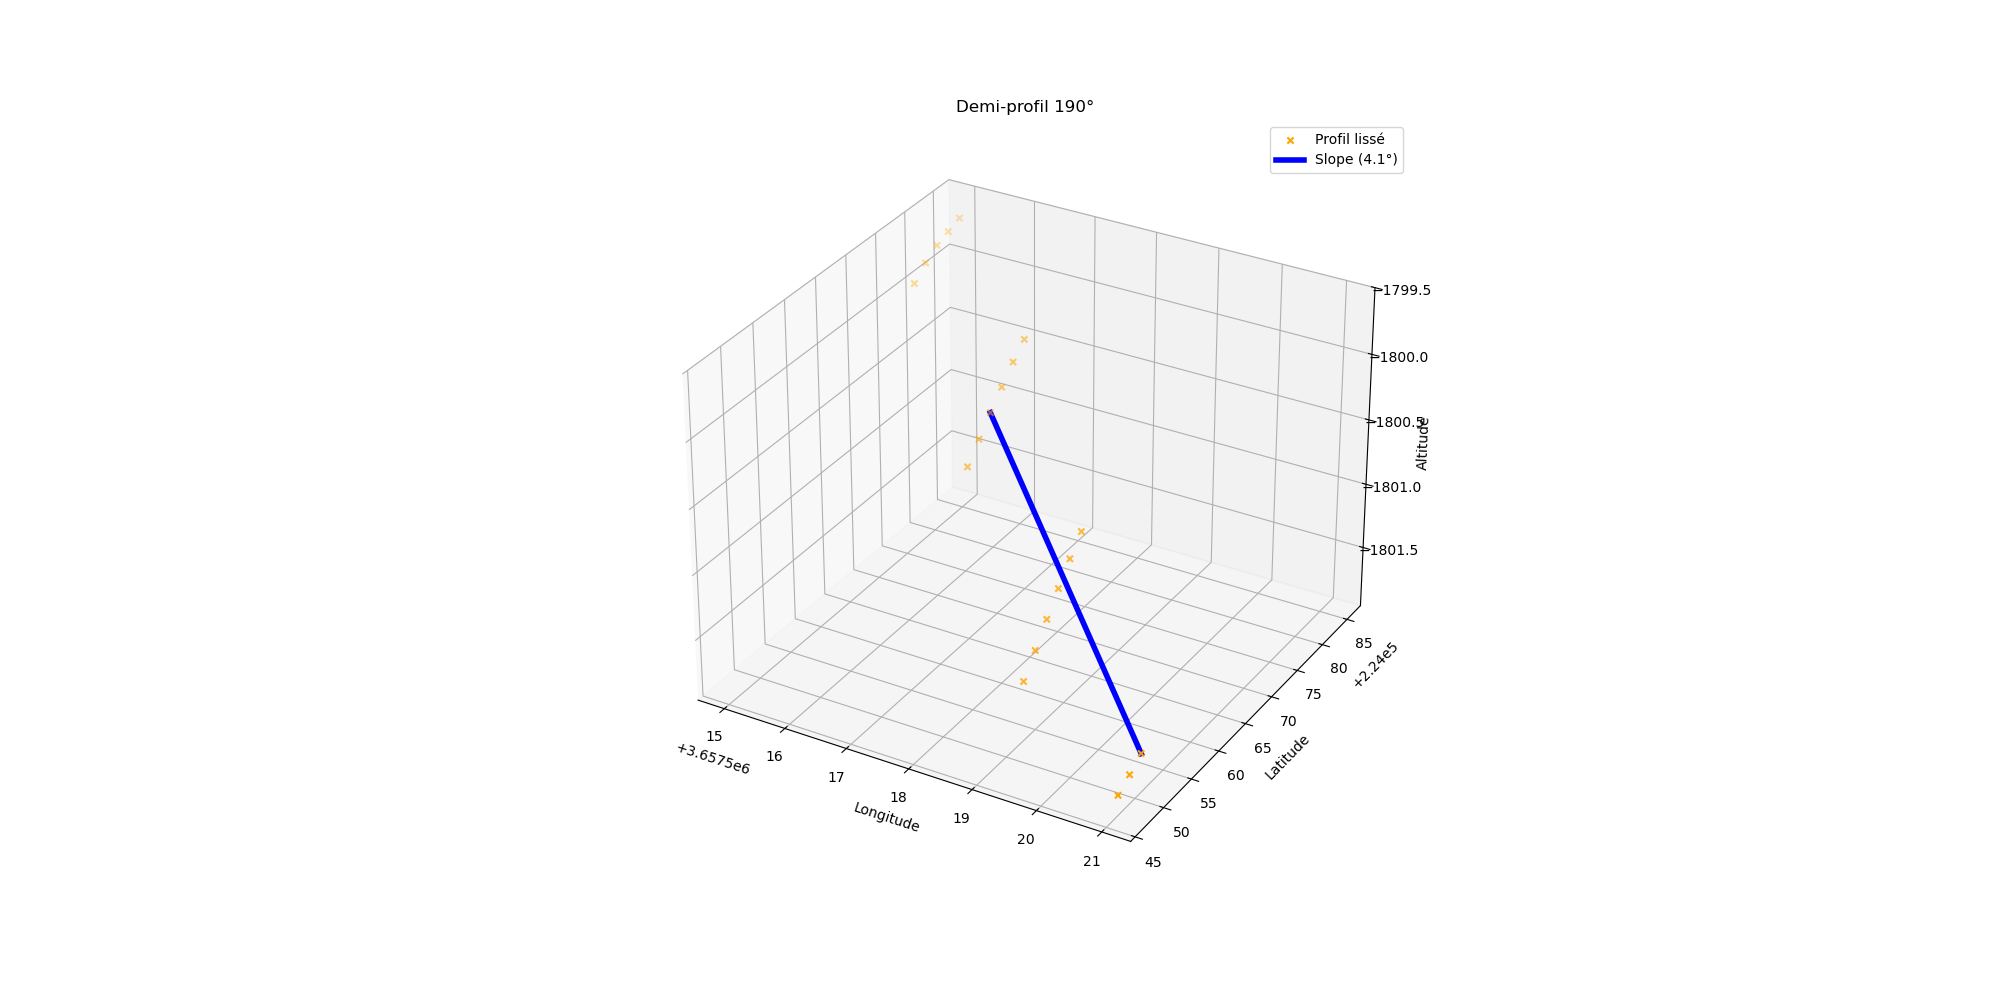 Demi-profil 190°
Profil lissé
Slope (4.1°)
−1799.5
−1800.0
−1800.5
−1801.0
−1801.5
Altitude
85
80
75
70
65
60
55
50
45
+2.24e5
Latitude
15
16
17
18
19
20
21
+3.6575e6
Longitude